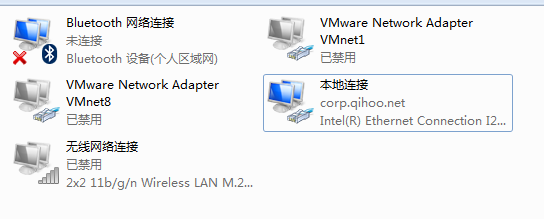 Bluetooth 网络连接
未连接
Bluetooth 设备(个人区域网)
VMware Network Adapter
VMnet1
已禁用
VMware Network Adapter
VMnet8
已禁用
本地连接
corp.qihoo.net
Intel(R) Ethernet Connection I2...
无线网络连接
已禁用
2x2 11b/g/n Wireless LAN M.2...